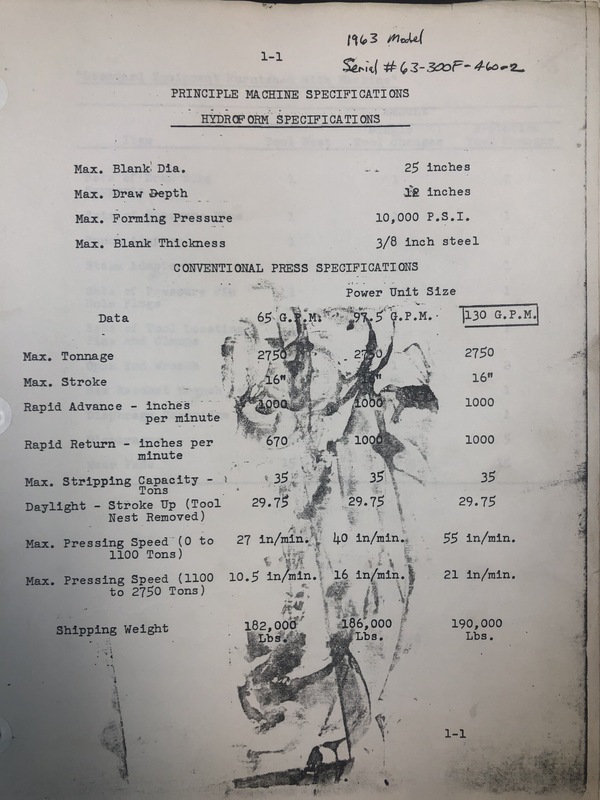 1963 Model
1-1
Serial # 63-300F-460-2
PRINCIPLE MACHINE SPECIFICATIONS
HYDROFORM SPECIFICATIONS
Max. Blank Dia. 25 inches
Max. Draw Depth 12 inches
Max. Forming Pressure 10,000 P.S.I.
Max. Blank Thickness 3/8 inch steel
CONVENTIONAL PRESS SPECIFICATIONS
Power Unit Size
Data 65 G.P.M. 97.5 G.P.M. 130 G.P.M.
Max. Tonnage 2750 2750 2750
Max. Stroke 16" 16" 16"
Rapid Advance - inches 1000 1000 1000
per minute
Rapid Return - inches per 670 1000 1000
minute
Max. Stripping Capacity - 35 35 35
Tons
Daylight - Stroke Up (Tool 29.75 29.75 29.75
Nest Removed)
Max. Pressing Speed (0 to 27 in/min. 40 in/min. 55 in/min.
1100 Tons)
Max. Pressing Speed (1100 10.5 in/min. 16 in/min. 21 in/min.
to 2750 Tons)
Shipping Weight 182,000 186,000 190,000
Lbs. Lbs. Lbs.
1-1